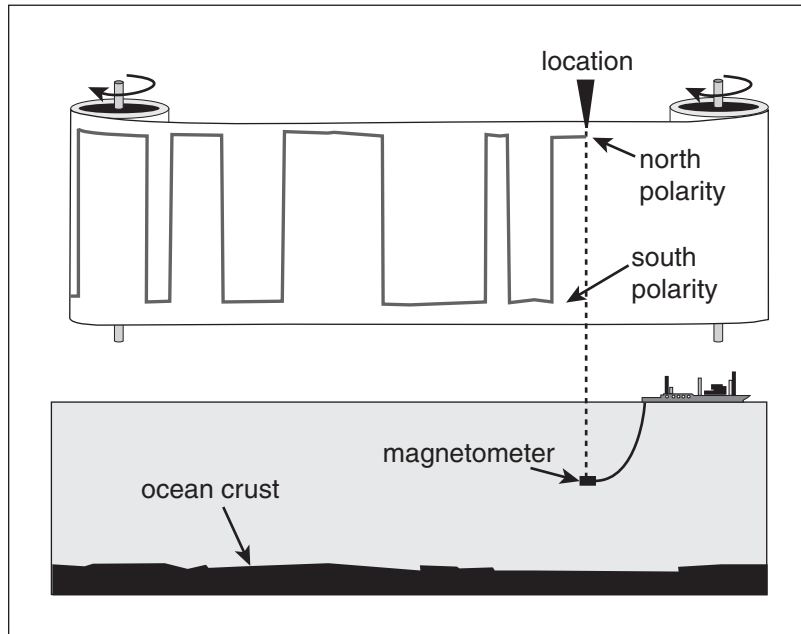 location
north
polarity
south
polarity
magnetometer
ocean crust